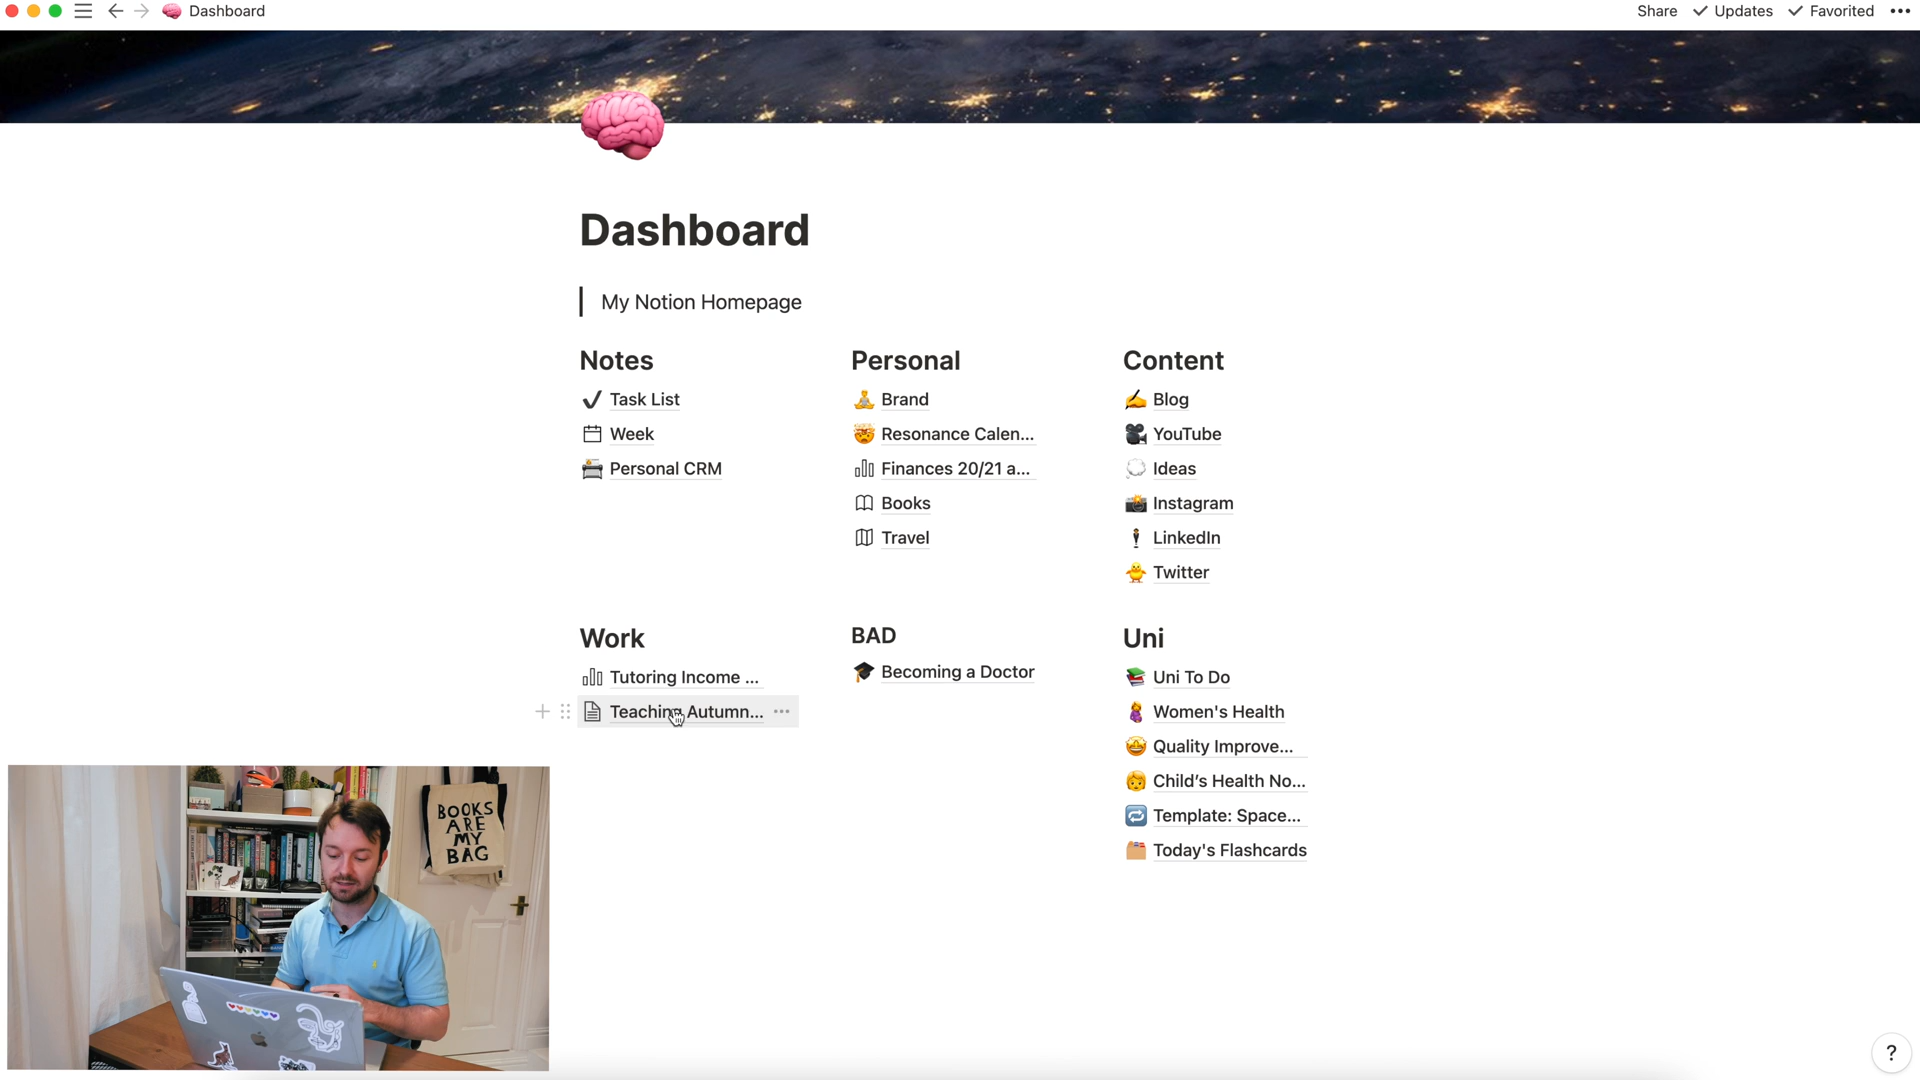 Dashboard
Share
Updates
Favorited
Dashboard
My Notion Homepage
Notes
Task List
Week
Personal CRM
Personal
Brand
Resonance Calen...
Finances 20/21 a...
Books
Travel
Content
Blog
YouTube
Ideas
Instagram
LinkedIn
Twitter
Work
Tutoring Income ...
Teaching Autumn...
BAD
Becoming a Doctor
Uni
Uni To Do
Women's Health
Quality Improve...
Child’s Health No...
Template: Space...
Today's Flashcards
BOOKS
ARE
MY
BAG
?